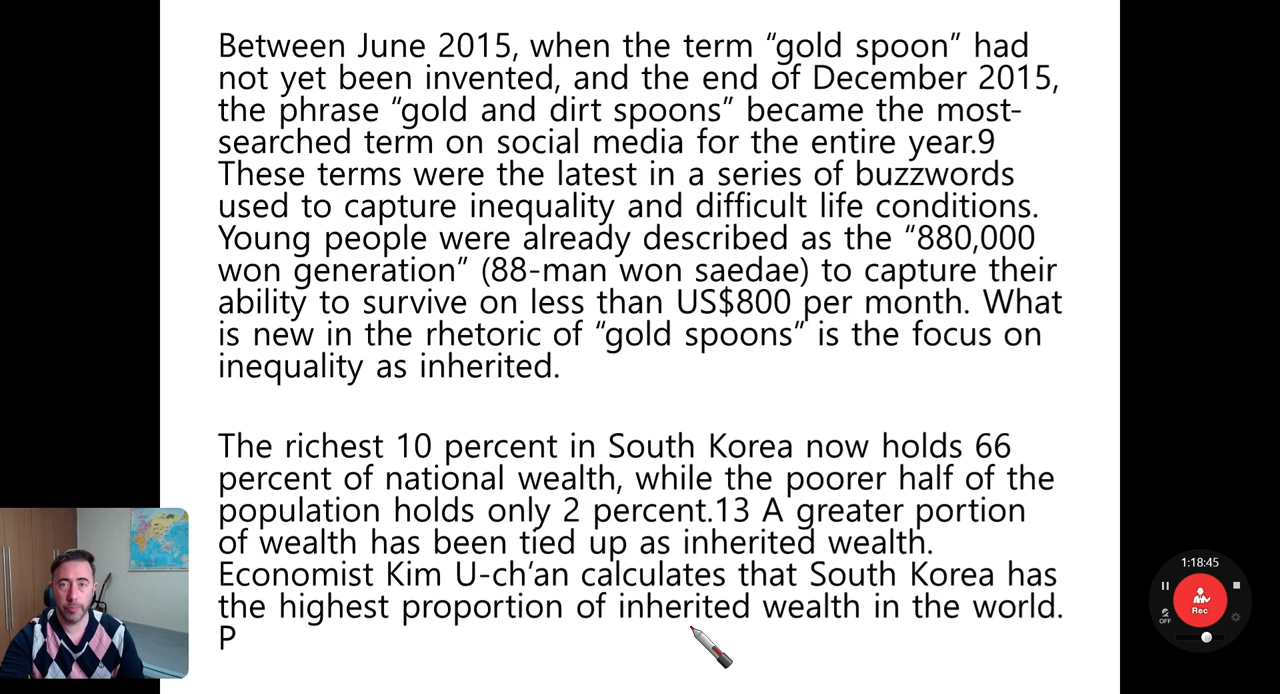 Between June 2015, when the term “gold spoon” had
not yet been invented, and the end of December 2015,
the phrase “gold and dirt spoons” became the most-
searched term on social media for the entire year.9
These terms were the latest in a series of buzzwords
used to capture inequality and difficult life conditions.
Young people were already described as the “880,000
won generation” (88-man won saedae) to capture their
ability to survive on less than US$800 per month. What
is new in the rhetoric of “gold spoons” is the focus on
inequality as inherited.
The richest 10 percent in South Korea now holds 66
percent of national wealth, while the poorer half of the
population holds only 2 percent.13 A greater portion
of wealth has been tied up as inherited wealth.
Economist Kim U-ch’an calculates that South Korea has
the highest proportion of inherited wealth in the world.
P
1:18:45
Rec
OFF